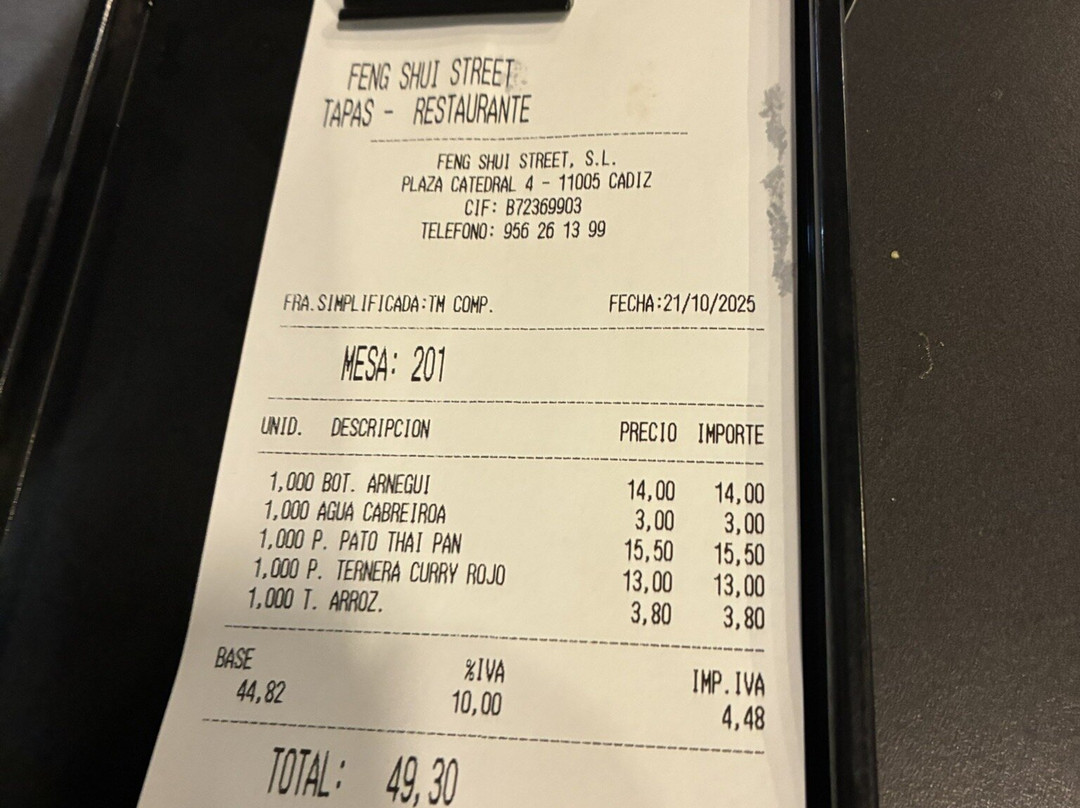 FENG SHUI STREET
TAPAS - RESTAURANTE
FENG SHUI STREET, S.L.
PLAZA CATEDRAL 4 - 11005 CADIZ
CIF: B72369903
TELEFONO: 956 26 13 99
FRA.SIMPLIFICADA:TM COMP. FECHA:21/10/2025
MESA: 201
UNID. DESCRIPCION PRECIO IMPORTE
1,000 BOT. ARNEGUI 14,00 14,00
1,000 AGUA CABREIROA 3,00 3,00
1,000 P. PATO THAI PAN 15,50 15,50
1,000 P. TERNERA CURRY ROJO 13,00 13,00
1,000 T. ARROZ. 3,80 3,80
BASE %IVA IMP.IVA
44,82 10,00 4,48
TOTAL: 49,30